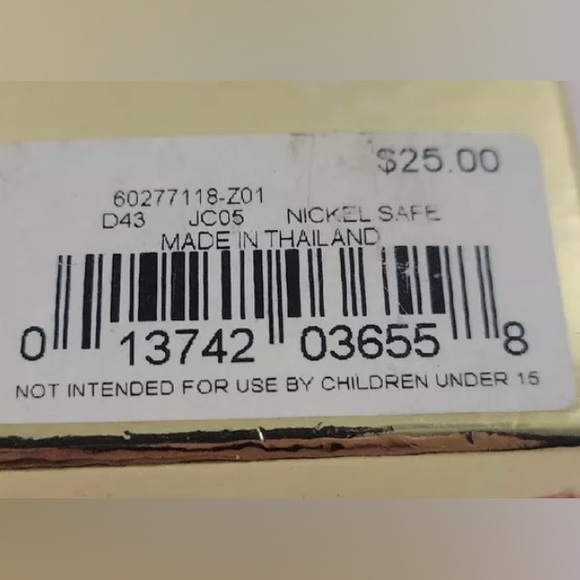 $25.00
60277118-Z01
D43 JC05 NICKEL SAFE
MADE IN THAILAND
0 13742 03655 8
NOT INTENDED FOR USE BY CHILDREN UNDER 15